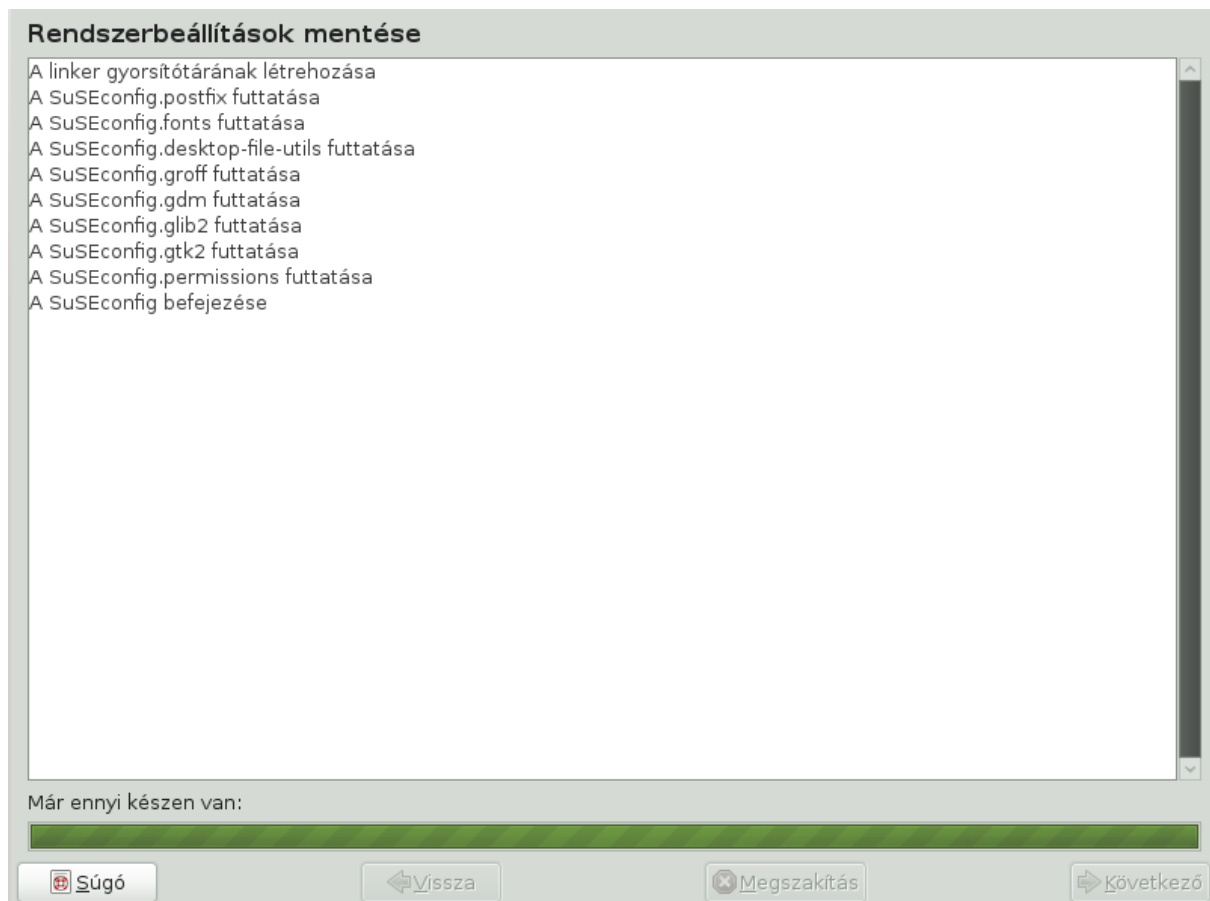 Rendszerbeállítások mentése
A linker gyorsítótárának létrehozása
A SuSEconfig.postfix futtatása
A SuSEconfig.fonts futtatása
A SuSEconfig.desktop-file-utils futtatása
A SuSEconfig.groff futtatása
A SuSEconfig.gdm futtatása
A SuSEconfig.glib2 futtatása
A SuSEconfig.gtk2 futtatása
A SuSEconfig.permissions futtatása
A SuSEconfig befejezése
Már ennyi készen van:
Súgó Vissza Megszakítás Következő